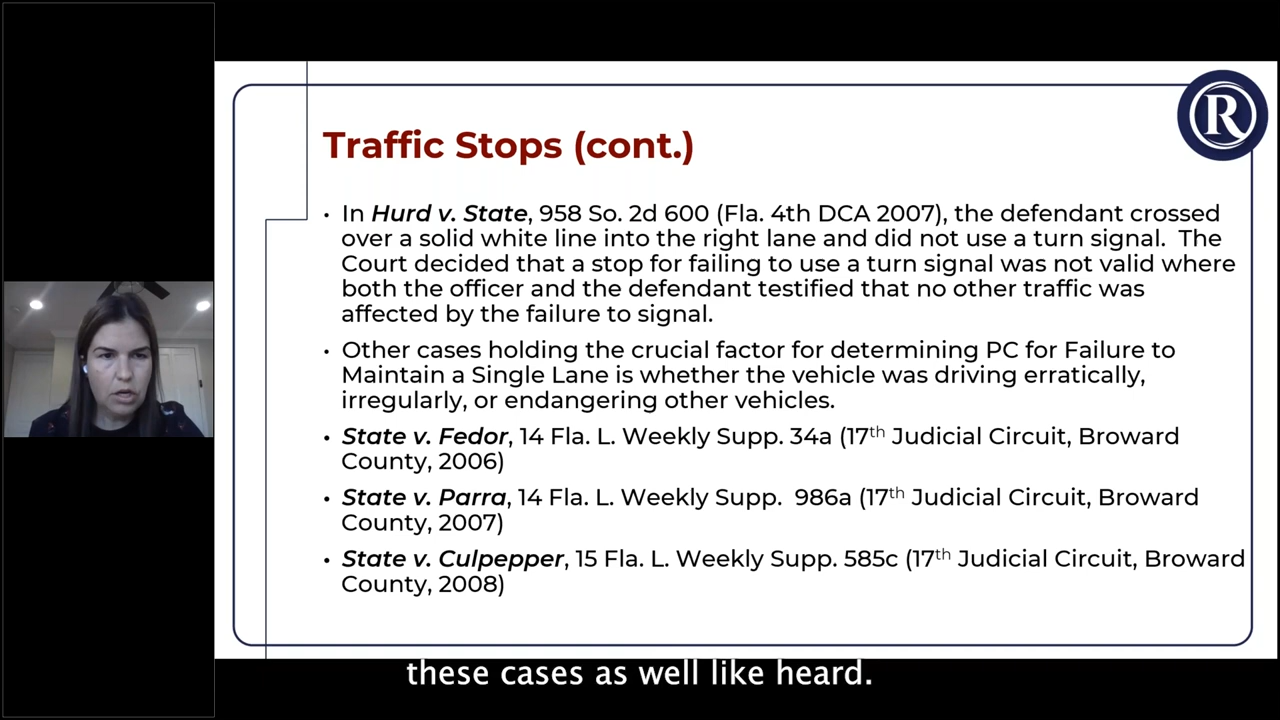 R
Traffic Stops (cont.)
• In Hurd v. State, 958 So. 2d 600 (Fla. 4th DCA 2007), the defendant crossed
over a solid white line into the right lane and did not use a turn signal.  The
Court decided that a stop for failing to use a turn signal was not valid where
both the officer and the defendant testified that no other traffic was
affected by the failure to signal.
• Other cases holding the crucial factor for determining PC for Failure to
Maintain a Single Lane is whether the vehicle was driving erratically,
irregularly, or endangering other vehicles.
• State v. Fedor, 14 Fla. L. Weekly Supp. 34a (17th Judicial Circuit, Broward
County, 2006)
• State v. Parra, 14 Fla. L. Weekly Supp.  986a (17th Judicial Circuit, Broward
County, 2007)
• State v. Culpepper, 15 Fla. L. Weekly Supp. 585c (17th Judicial Circuit, Broward
County, 2008)
these cases as well like heard.